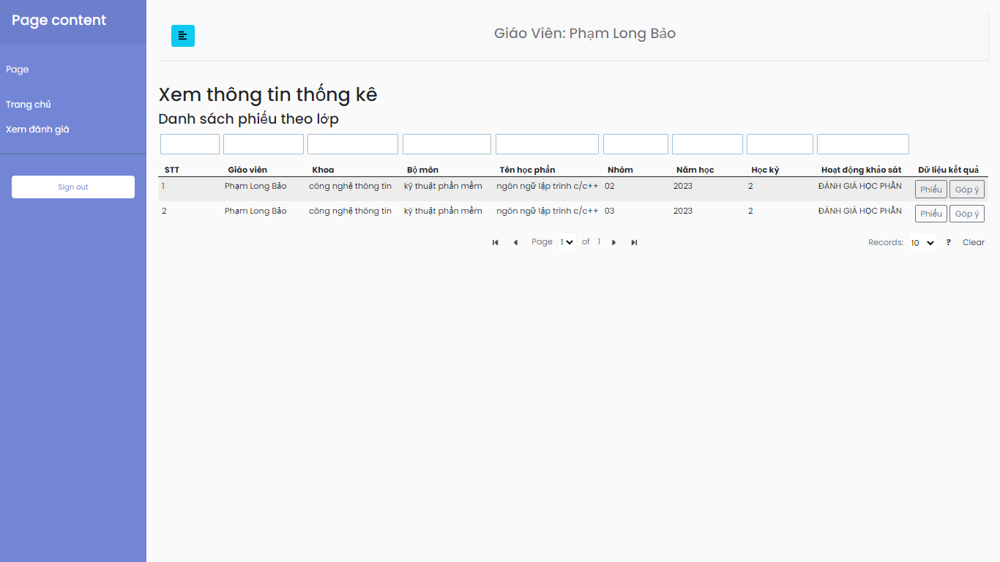 Page content
Giáo Viên: Phạm Long Bảo
Page
Trang chủ
Xem đánh giá
Sign out
Xem thông tin thống kê
Danh sách phiếu theo lớp
STT Giáo viên Khoa Bộ môn Tên học phần Nhóm Năm học Học kỳ Hoạt động khảo sát Dữ liệu kết quả
1 Phạm Long Bảo công nghệ thông tin kỹ thuật phần mềm ngôn ngữ lập trình c/c++ 02 2023 2 ĐÁNH GIÁ HỌC PHẦN Phiếu Góp ý
2 Phạm Long Bảo công nghệ thông tin kỹ thuật phần mềm ngôn ngữ lập trình c/c++ 03 2023 2 ĐÁNH GIÁ HỌC PHẦN Phiếu Góp ý
Page 1 of 1 Records: 10 ? Clear